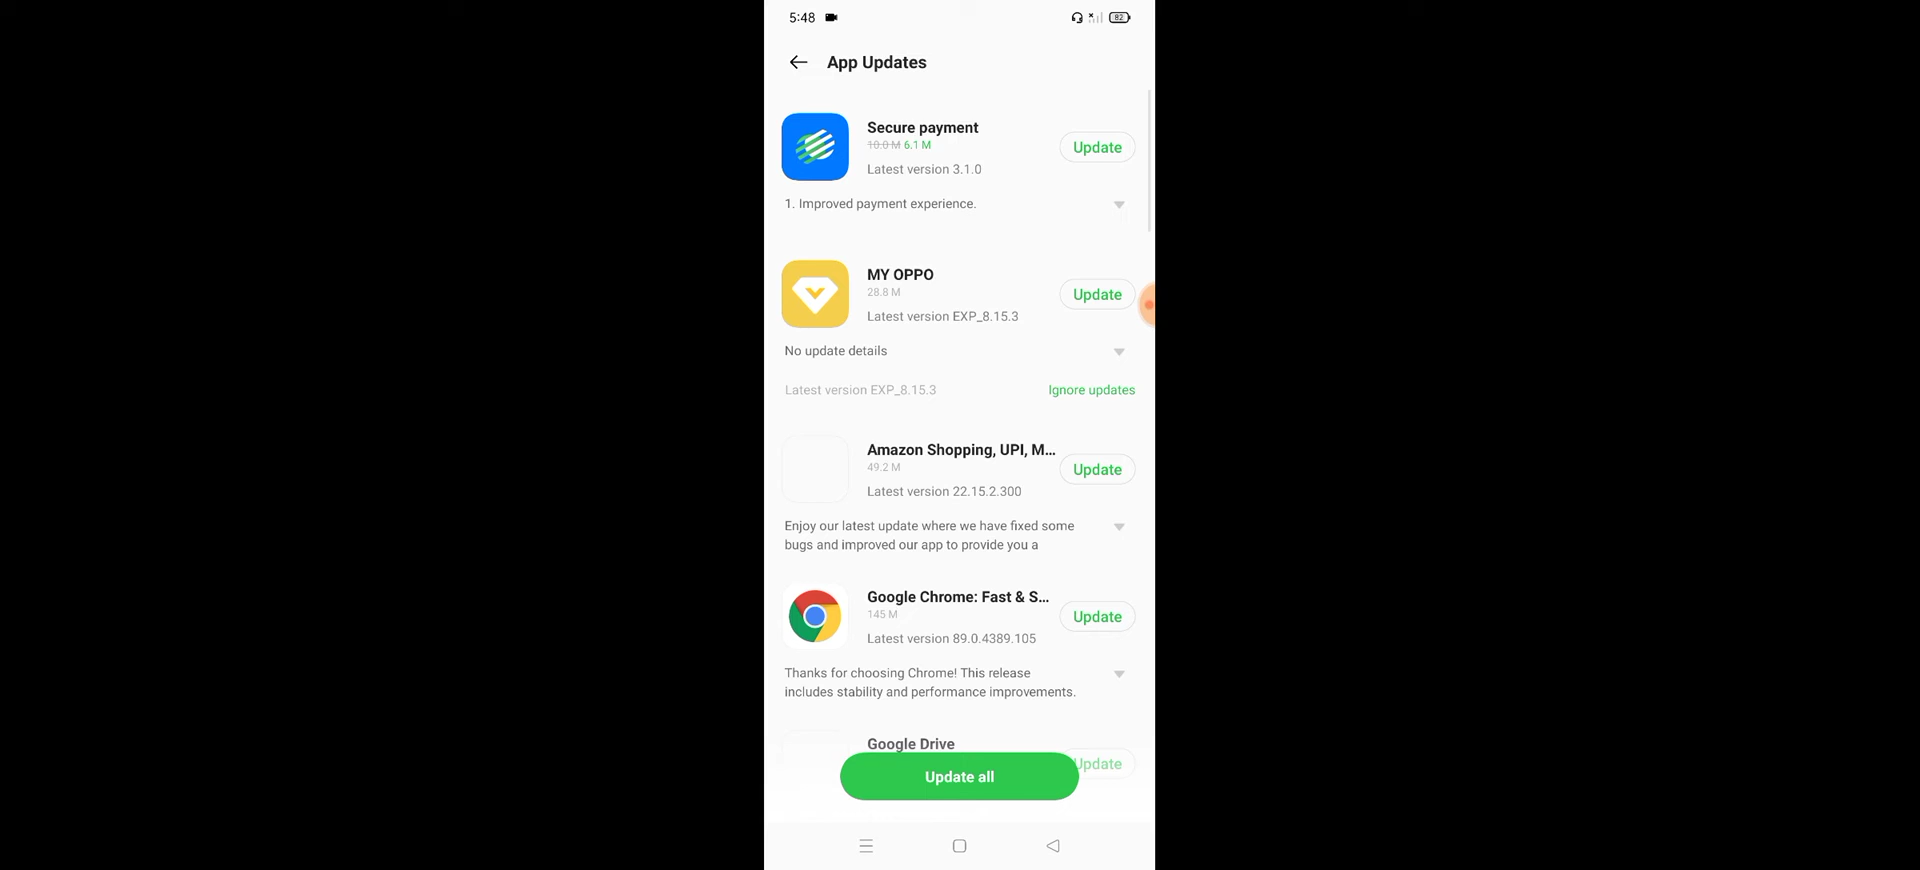 5:48
82
App Updates
Secure payment
10.0 M 6.1 M
Update
Latest version 3.1.0
1. Improved payment experience.
MY OPPO
28.8 M
Update
Latest version EXP_8.15.3
No update details
Latest version EXP_8.15.3
Ignore updates
Amazon Shopping, UPI, M...
49.2 M
Update
Latest version 22.15.2.300
Enjoy our latest update where we have fixed some
bugs and improved our app to provide you a
Google Chrome: Fast & S...
145 M
Update
Latest version 89.0.4389.105
Thanks for choosing Chrome! This release
includes stability and performance improvements.
Google Drive
Update
Update all